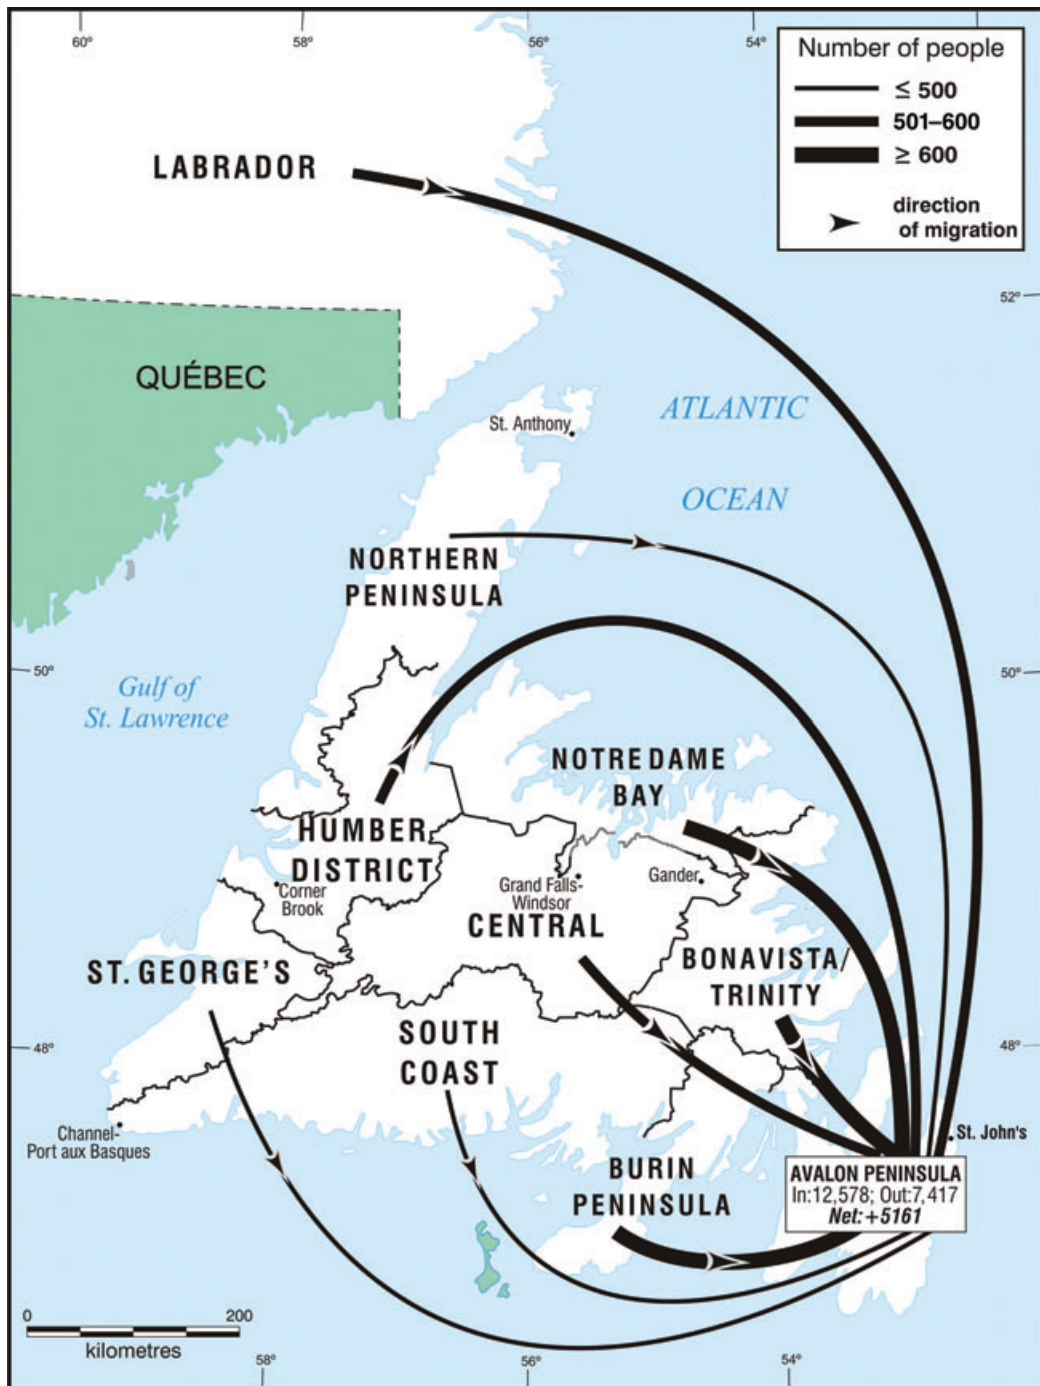 60°
58°
56°
54°
Number of people
≤ 500
501–600
≥ 600
direction
of migration
LABRADOR
52°
QUÉBEC
ATLANTIC
OCEAN
St. Anthony
NORTHERN
PENINSULA
50°
50°
Gulf of
St. Lawrence
NOTRE DAME
BAY
HUMBER
DISTRICT
Corner
Brook
Grand Falls-
Windsor
Gander
CENTRAL
BONAVISTA/
TRINITY
ST. GEORGE'S
SOUTH
COAST
48°
48°
Channel-
Port aux Basques
St. John's
BURIN
PENINSULA
AVALON PENINSULA
In:12,578; Out:7,417
Net:+5161
0 200
kilometres
58°
56°
54°